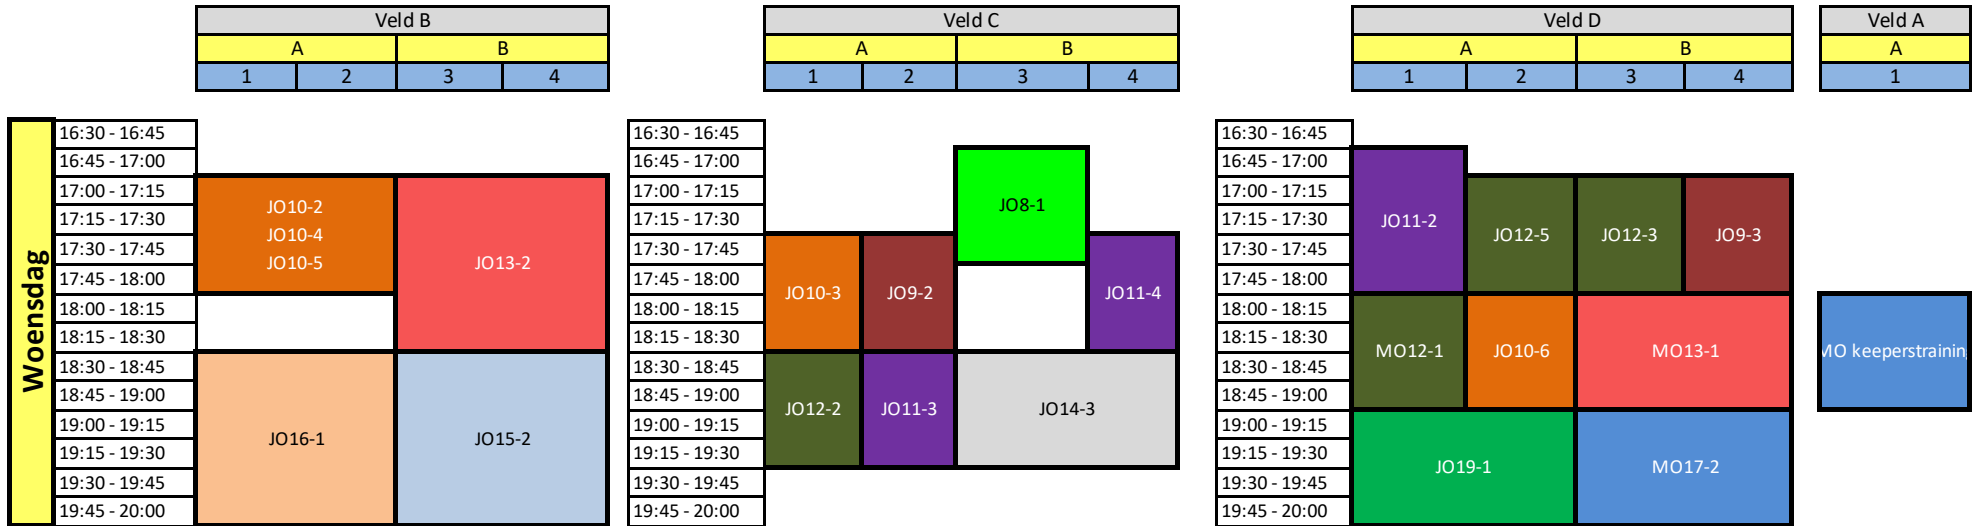 Veld B Veld C Veld D Veld A
A B A B A B A
1 2 3 4 1 2 3 4 1 2 3 4 1
Woensdag
16:30 - 16:45 16:30 - 16:45 16:30 - 16:45
16:45 - 17:00 16:45 - 17:00 16:45 - 17:00
17:00 - 17:15 17:00 - 17:15 17:00 - 17:15
JO10-2 JO8-1
17:15 - 17:30 17:15 - 17:30 17:15 - 17:30
JO10-4 JO11-2 JO12-5 JO12-3 JO9-3
17:30 - 17:45 17:30 - 17:45 17:30 - 17:45
JO10-5 JO13-2
17:45 - 18:00 17:45 - 18:00 17:45 - 18:00
JO10-3 JO9-2 JO11-4
18:00 - 18:15 18:00 - 18:15 18:00 - 18:15
18:15 - 18:30 18:15 - 18:30 18:15 - 18:30
MO12-1 JO10-6 MO13-1 MO keeperstrainin
18:30 - 18:45 18:30 - 18:45 18:30 - 18:45
18:45 - 19:00 18:45 - 19:00 18:45 - 19:00
JO12-2 JO11-3 JO14-3
19:00 - 19:15 19:00 - 19:15 19:00 - 19:15
JO16-1 JO15-2
19:15 - 19:30 19:15 - 19:30 19:15 - 19:30
JO19-1 MO17-2
19:30 - 19:45 19:30 - 19:45 19:30 - 19:45
19:45 - 20:00 19:45 - 20:00 19:45 - 20:00